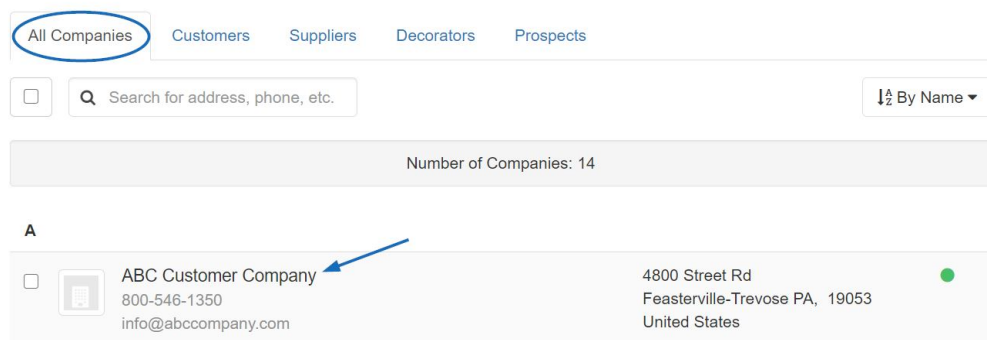 All Companies Customers Suppliers Decorators Prospects
Search for address, phone, etc. By Name
Number of Companies: 14
A
ABC Customer Company
800-546-1350
info@abccompany.com
4800 Street Rd
Feasterville-Trevose PA, 19053
United States